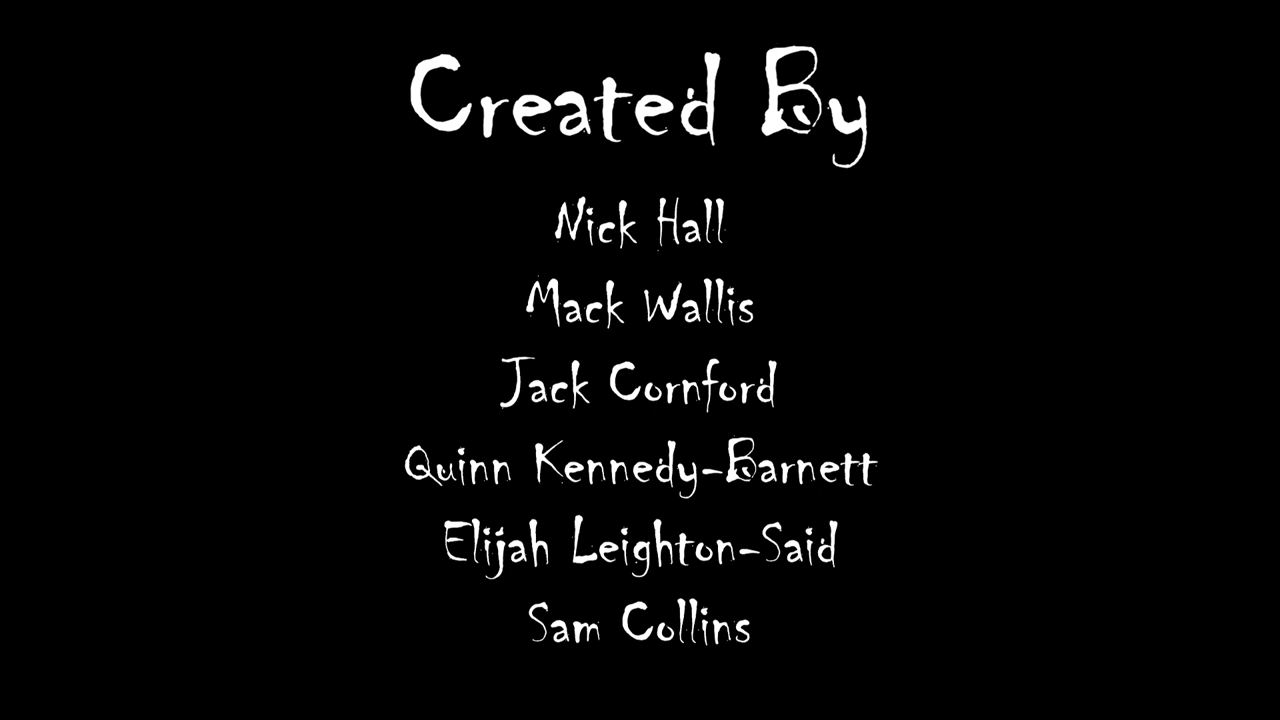 Created By
Nick Hall
Mack Wallis
Jack Cornford
Quinn Kennedy-Barnett
Elijah Leighton-Said
Sam Collins